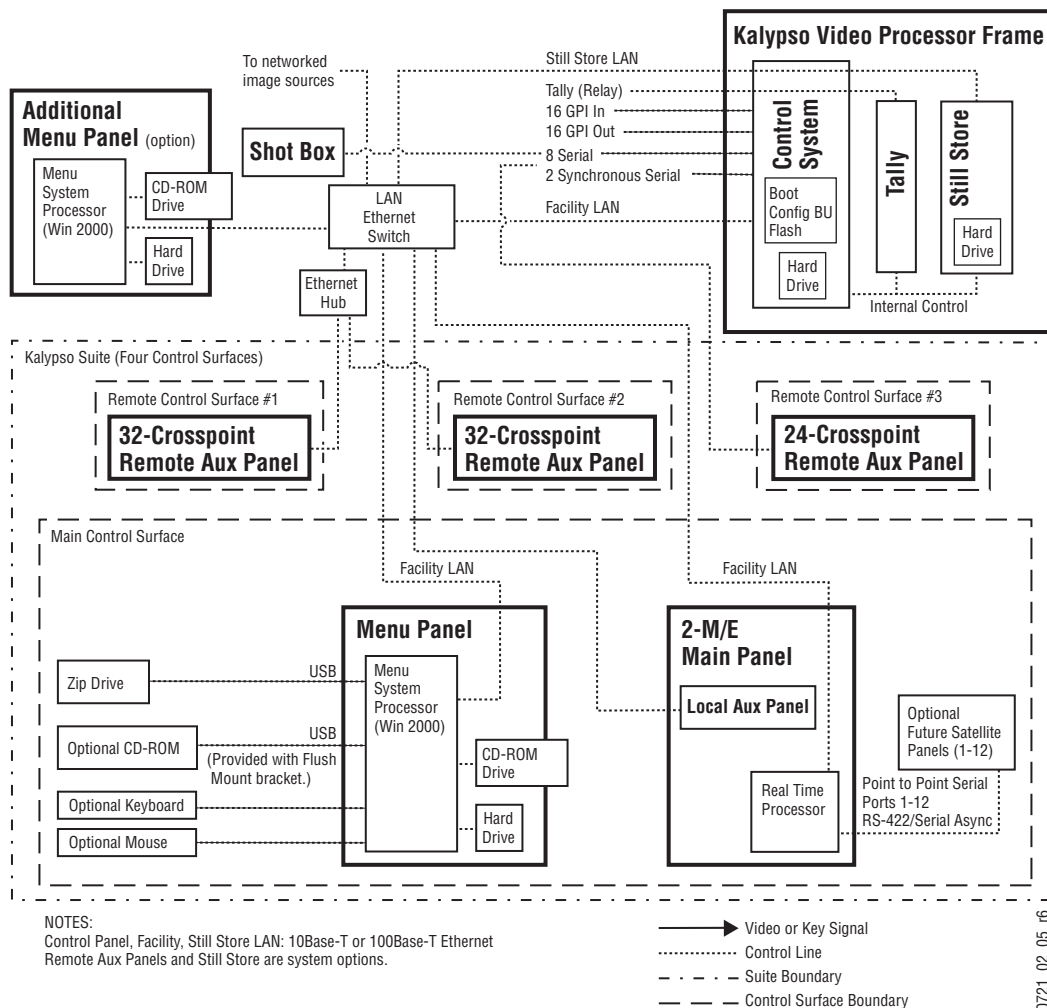 Kalypso Video Processor Frame
To networked
image sources
Still Store LAN
Tally (Relay)
16 GPI In
16 GPI Out
8 Serial
2 Synchronous Serial
Facility LAN
Control
System
Boot
Config BU
Flash
Hard
Drive
Tally
Still Store
Hard
Drive
Internal Control
Additional
Menu Panel (option)
Menu
System
Processor
(Win 2000)
CD-ROM
Drive
Hard
Drive
Shot Box
LAN
Ethernet
Switch
Ethernet
Hub
Kalypso Suite (Four Control Surfaces)
Remote Control Surface #1
32-Crosspoint
Remote Aux Panel
Remote Control Surface #2
32-Crosspoint
Remote Aux Panel
Remote Control Surface #3
24-Crosspoint
Remote Aux Panel
Main Control Surface
Facility LAN
Facility LAN
Menu Panel
Menu
System
Processor
(Win 2000)
CD-ROM
Drive
Hard
Drive
Zip Drive
USB
Optional CD-ROM
USB
(Provided with Flush
Mount bracket.)
Optional Keyboard
Optional Mouse
2-M/E
Main Panel
Local Aux Panel
Real Time
Processor
Optional
Future Satellite
Panels (1-12)
Point to Point Serial
Ports 1-12
RS-422/Serial Async
NOTES:
Control Panel, Facility, Still Store LAN: 10Base-T or 100Base-T Ethernet
Remote Aux Panels and Still Store are system options.
Video or Key Signal
Control Line
Suite Boundary
Control Surface Boundary
0721_02_05_r6